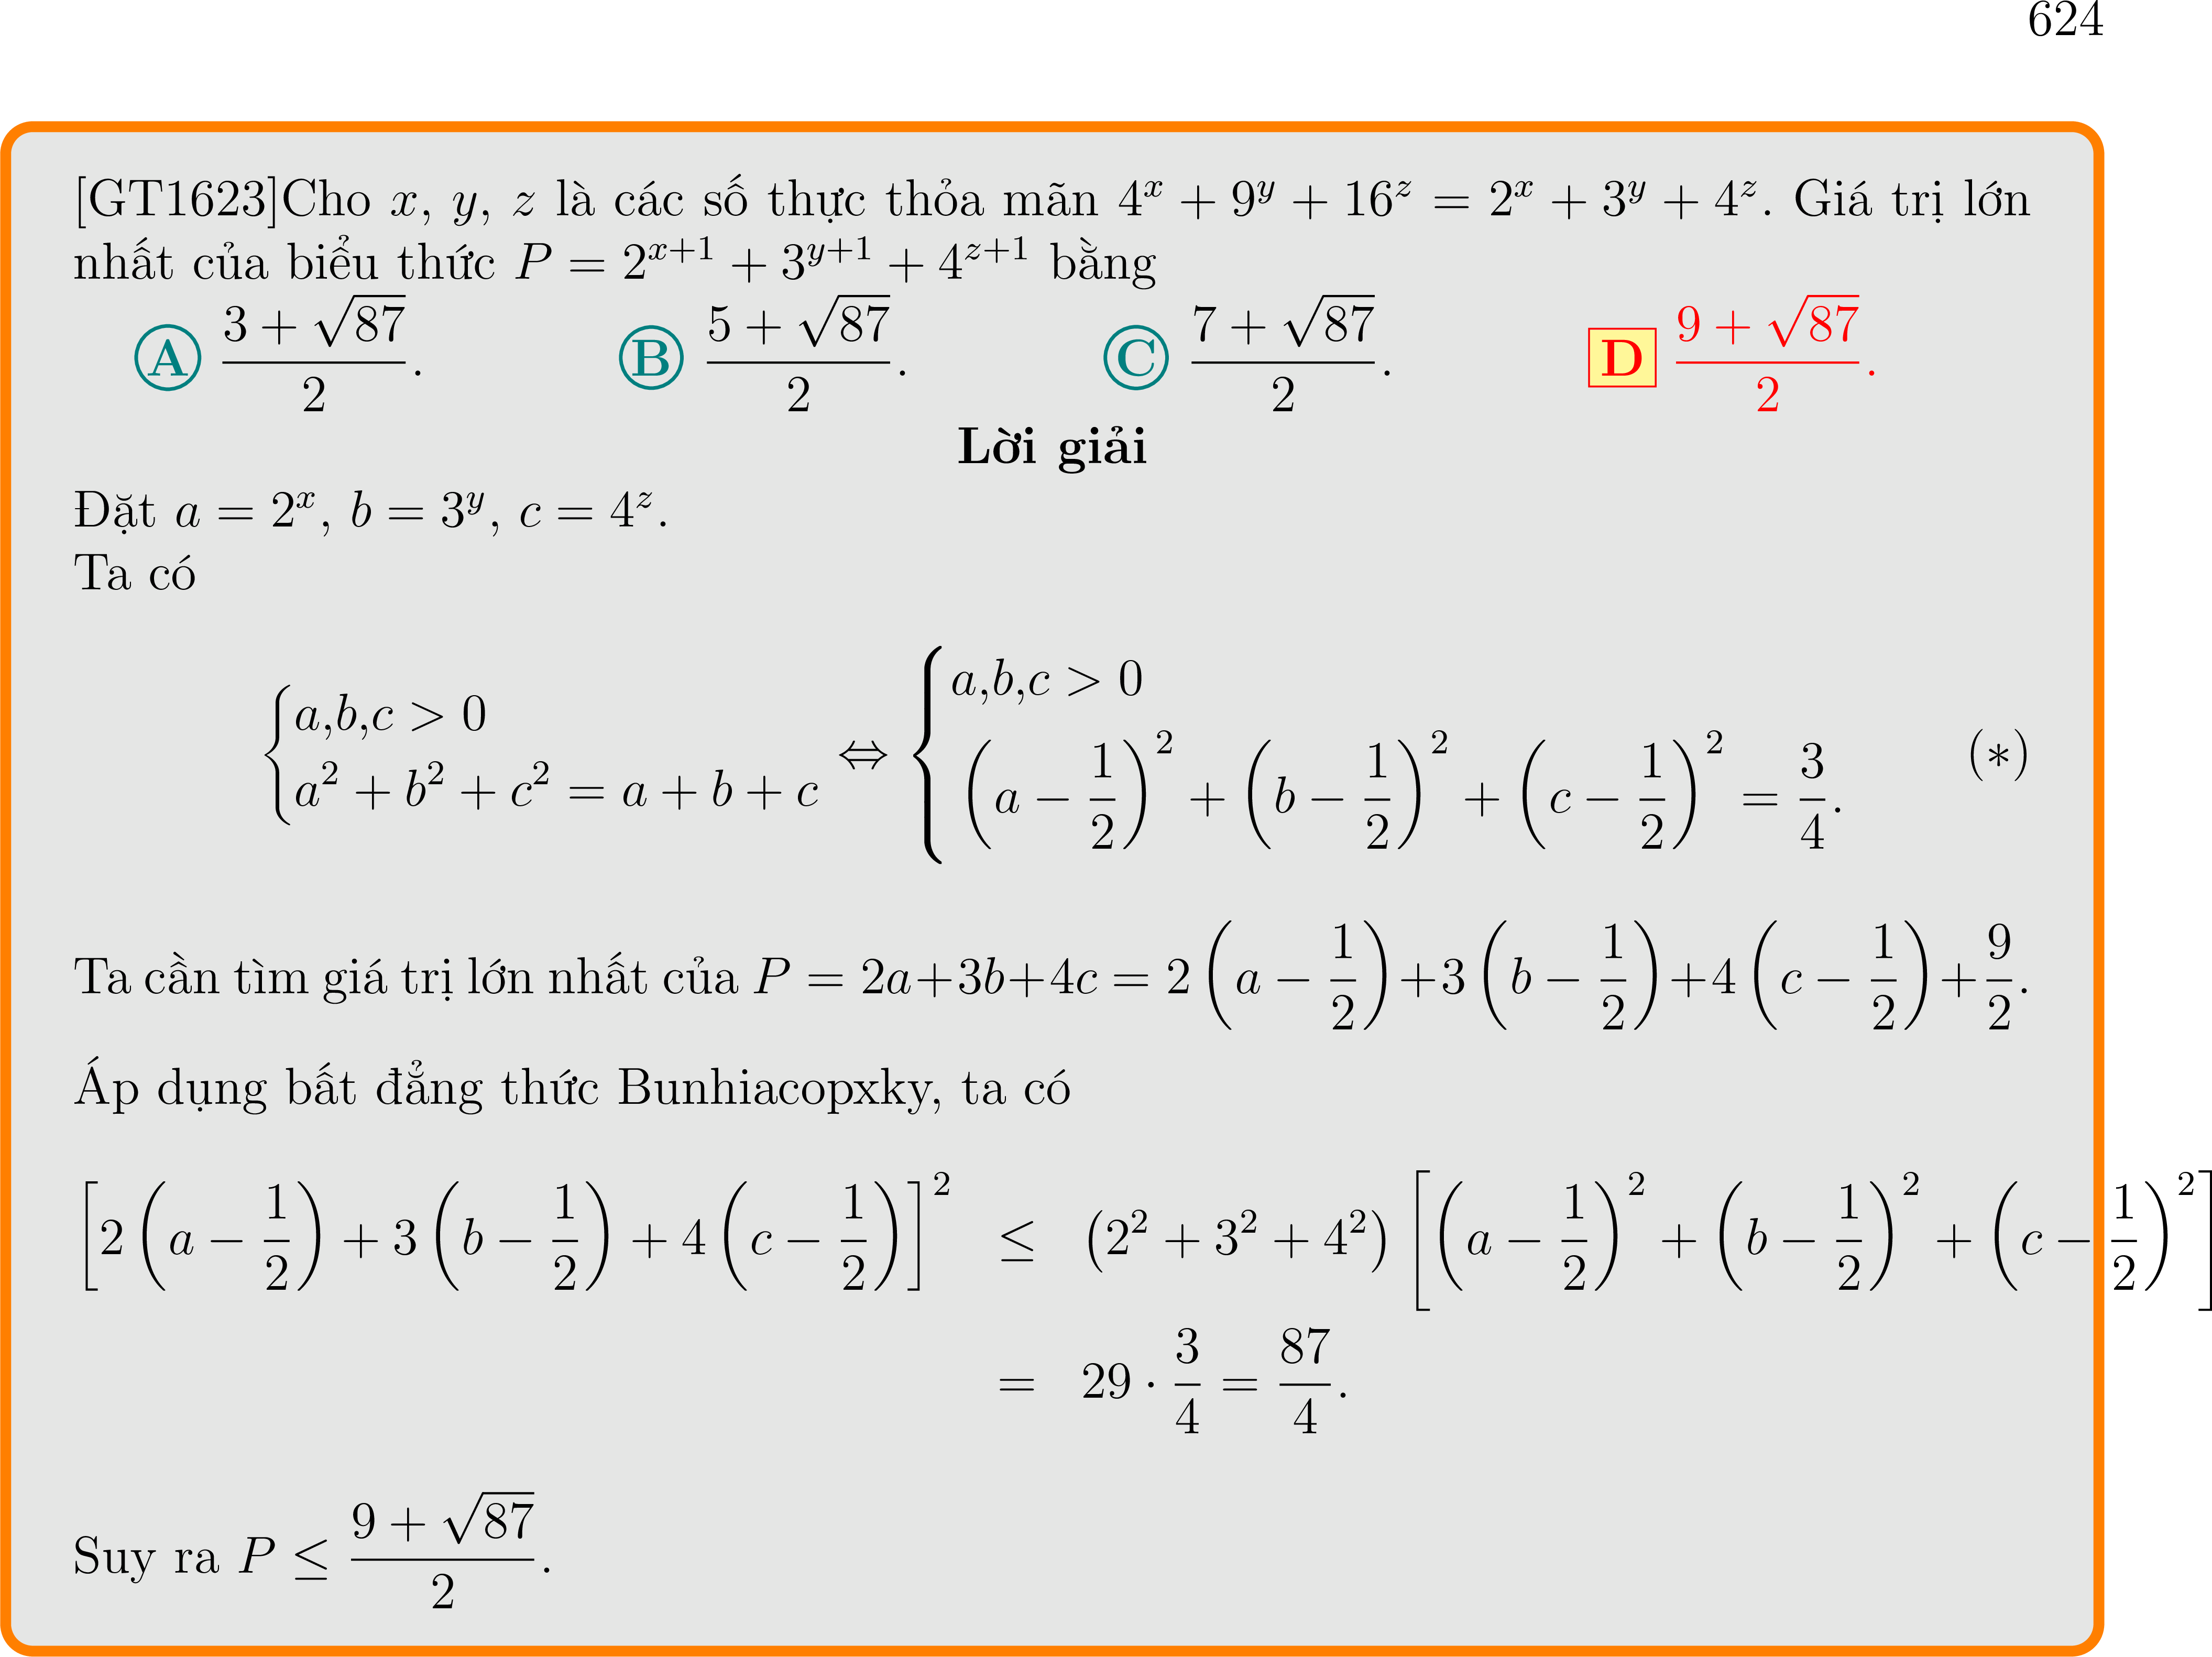 624
[GT1623]Cho x, y, z là các số thực thỏa mãn 4^x + 9^y + 16^z = 2^x + 3^y + 4^z. Giá trị lớn
nhất của biểu thức P = 2^{x+1} + 3^{y+1} + 4^{z+1} bằng
A \frac{3 + \sqrt{87}}{2}. B \frac{5 + \sqrt{87}}{2}. C \frac{7 + \sqrt{87}}{2}. D \frac{9 + \sqrt{87}}{2}.
Lời giải
Đặt a = 2^x, b = 3^y, c = 4^z.
Ta có
\begin{cases} a,b,c > 0 \\ a^2 + b^2 + c^2 = a + b + c \end{cases} ⇔ \begin{cases} a,b,c > 0 \\ \left(a - \frac{1}{2}\right)^2 + \left(b - \frac{1}{2}\right)^2 + \left(c - \frac{1}{2}\right)^2 = \frac{3}{4}. \end{cases} (∗)
Ta cần tìm giá trị lớn nhất của P = 2a+3b+4c = 2\left(a - \frac{1}{2}\right)+3\left(b - \frac{1}{2}\right)+4\left(c - \frac{1}{2}\right)+\frac{9}{2}.
Áp dụng bất đẳng thức Bunhiacopxky, ta có
\left[2\left(a - \frac{1}{2}\right) + 3\left(b - \frac{1}{2}\right) + 4\left(c - \frac{1}{2}\right)\right]^2 ≤ (2^2 + 3^2 + 4^2)\left[\left(a - \frac{1}{2}\right)^2 + \left(b - \frac{1}{2}\right)^2 + \left(c - \frac{1}{2}\right)^2\right]
= 29 · \frac{3}{4} = \frac{87}{4}.
Suy ra P ≤ \frac{9 + \sqrt{87}}{2}.